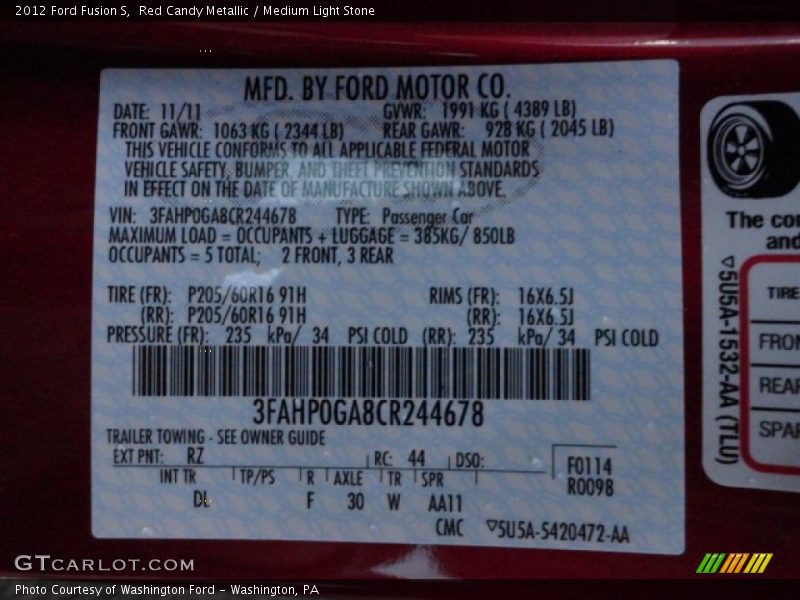 2012 Ford Fusion S,  Red Candy Metallic / Medium Light Stone
MFD. BY FORD MOTOR CO.
DATE: 11/11 GVWR: 1991 KG ( 4389 LB)
FRONT GAWR: 1063 KG ( 2344 LB) REAR GAWR: 928 KG ( 2045 LB)
THIS VEHICLE CONFORMS TO ALL APPLICABLE FEDERAL MOTOR
VEHICLE SAFETY, BUMPER, AND THEFT PREVENTION STANDARDS
IN EFFECT ON THE DATE OF MANUFACTURE SHOWN ABOVE.
VIN: 3FAHP0GA8CR244678 TYPE: Passenger Car
MAXIMUM LOAD = OCCUPANTS + LUGGAGE = 385KG/ 850LB
OCCUPANTS = 5 TOTAL; 2 FRONT, 3 REAR
TIRE (FR): P205/60R16 91H RIMS (FR): 16X6.5J
(RR): P205/60R16 91H (RR): 16X6.5J
PRESSURE (FR): 235 kPa/ 34 PSI COLD (RR): 235 kPa/ 34 PSI COLD
3FAHP0GA8CR244678
TRAILER TOWING - SEE OWNER GUIDE
EXT PNT: RZ RC: 44 DSO: F0114
INT TR TP/PS R AXLE TR SPR R0098
DL F 30 W AA11
CMC ▽5U5A-5420472-AA
The co
and
▽5U5A-1532-AA (TLU)
TIRE
FRON
REAR
SPAR
GTCARLOT.COM
Photo Courtesy of Washington Ford - Washington, PA